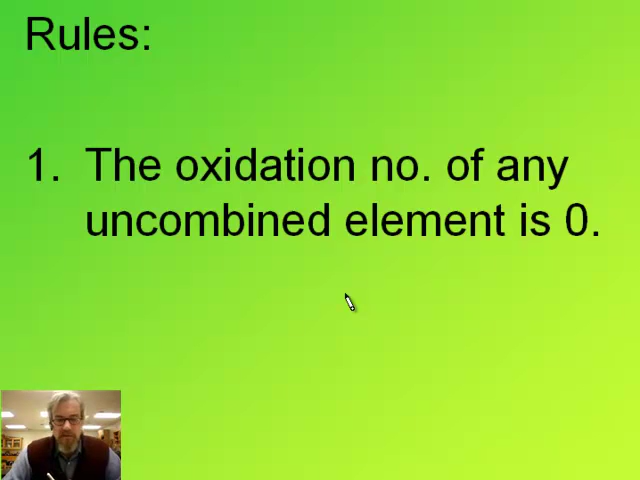 Rules:
1. The oxidation no. of any
uncombined element is 0.